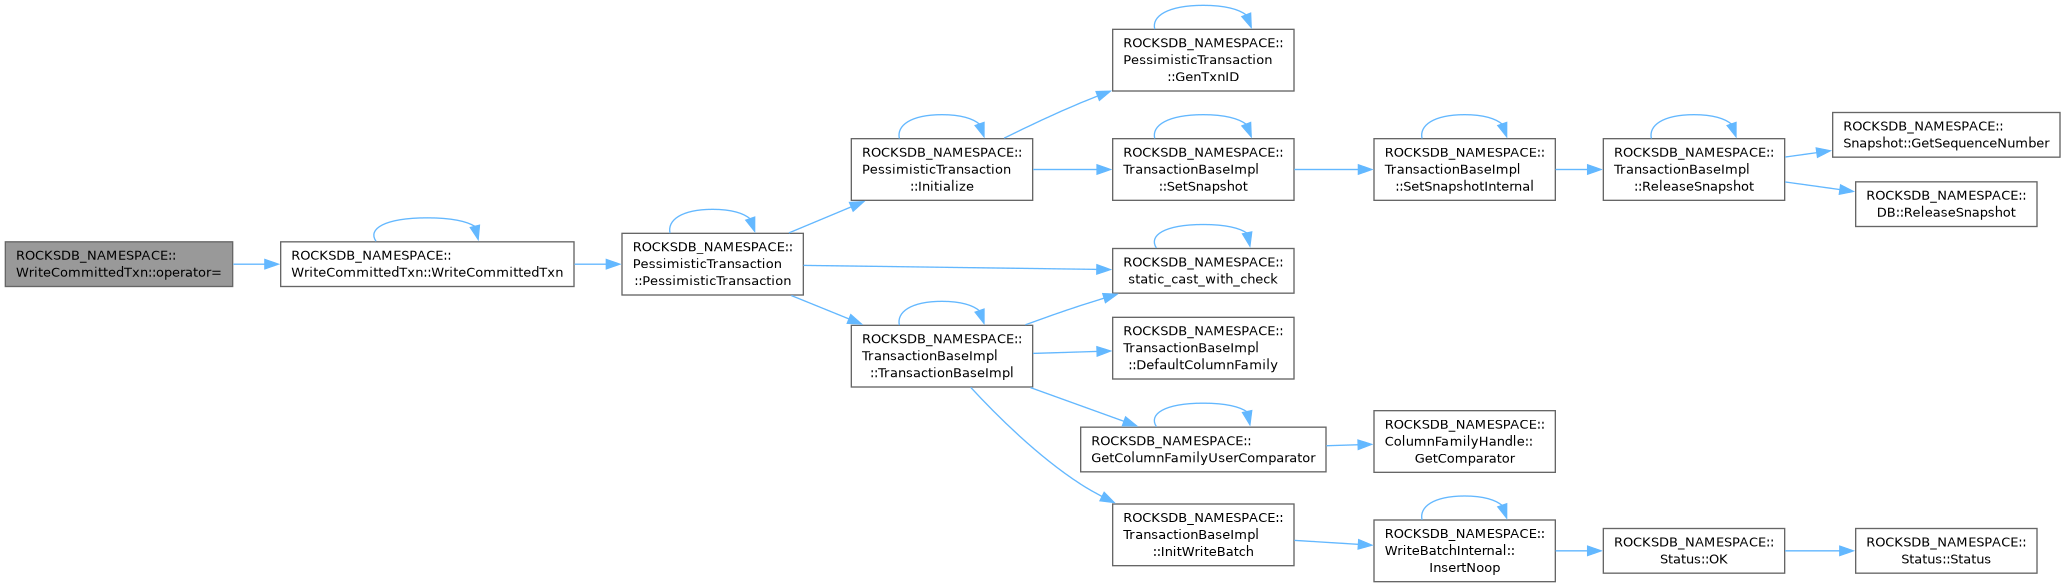 ROCKSDB_NAMESPACE::
WriteCommittedTxn::operator=
ROCKSDB_NAMESPACE::
WriteCommittedTxn::WriteCommittedTxn
ROCKSDB_NAMESPACE::
PessimisticTransaction
::PessimisticTransaction
ROCKSDB_NAMESPACE::
PessimisticTransaction
::Initialize
ROCKSDB_NAMESPACE::
PessimisticTransaction
::GenTxnID
ROCKSDB_NAMESPACE::
TransactionBaseImpl
::SetSnapshot
ROCKSDB_NAMESPACE::
TransactionBaseImpl
::SetSnapshotInternal
ROCKSDB_NAMESPACE::
TransactionBaseImpl
::ReleaseSnapshot
ROCKSDB_NAMESPACE::
Snapshot::GetSequenceNumber
ROCKSDB_NAMESPACE::
DB::ReleaseSnapshot
ROCKSDB_NAMESPACE::
static_cast_with_check
ROCKSDB_NAMESPACE::
TransactionBaseImpl
::TransactionBaseImpl
ROCKSDB_NAMESPACE::
TransactionBaseImpl
::DefaultColumnFamily
ROCKSDB_NAMESPACE::
GetColumnFamilyUserComparator
ROCKSDB_NAMESPACE::
ColumnFamilyHandle::
GetComparator
ROCKSDB_NAMESPACE::
TransactionBaseImpl
::InitWriteBatch
ROCKSDB_NAMESPACE::
WriteBatchInternal::
InsertNoop
ROCKSDB_NAMESPACE::
Status::OK
ROCKSDB_NAMESPACE::
Status::Status